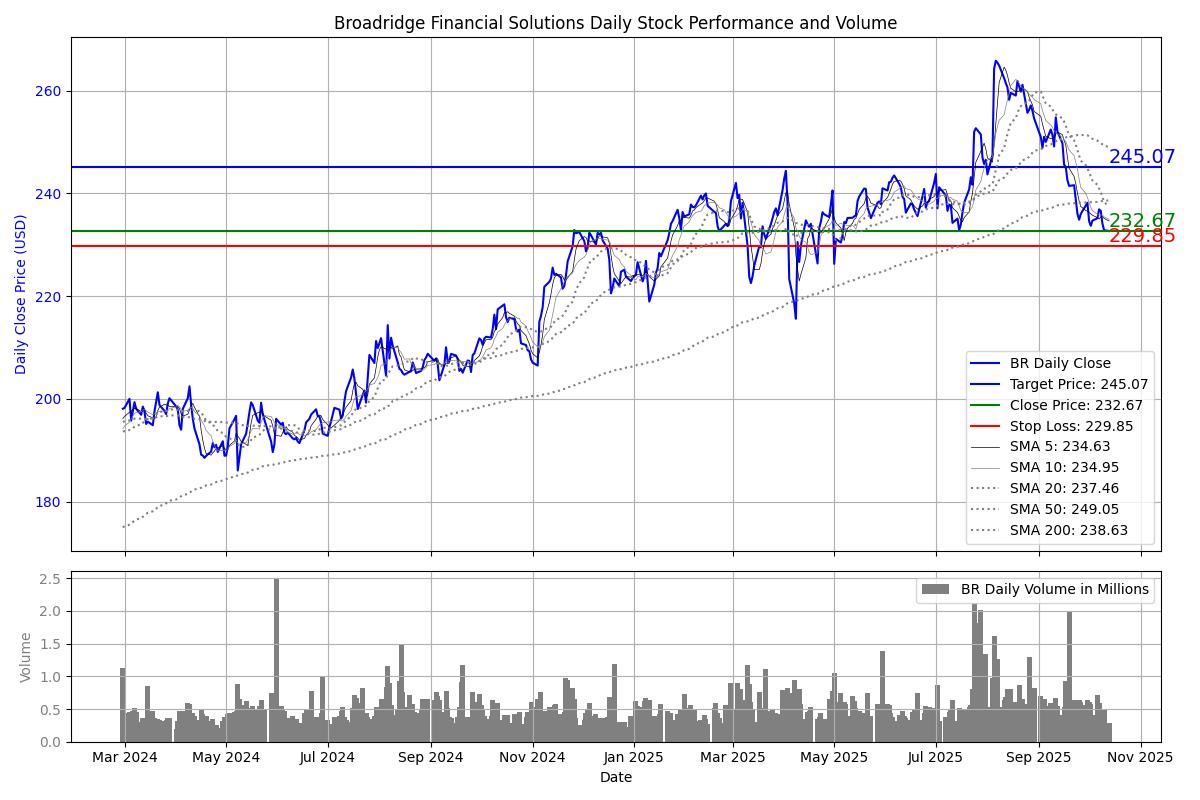 Broadridge Financial Solutions Daily Stock Performance and Volume
Daily Close Price (USD)
260
240
220
200
180
245.07
232.67
229.85
BR Daily Close
Target Price: 245.07
Close Price: 232.67
Stop Loss: 229.85
SMA 5: 234.63
SMA 10: 234.95
SMA 20: 237.46
SMA 50: 249.05
SMA 200: 238.63
Volume
2.5
2.0
1.5
1.0
0.5
0.0
BR Daily Volume in Millions
Mar 2024 May 2024 Jul 2024 Sep 2024 Nov 2024 Jan 2025 Mar 2025 May 2025 Jul 2025 Sep 2025 Nov 2025
Date